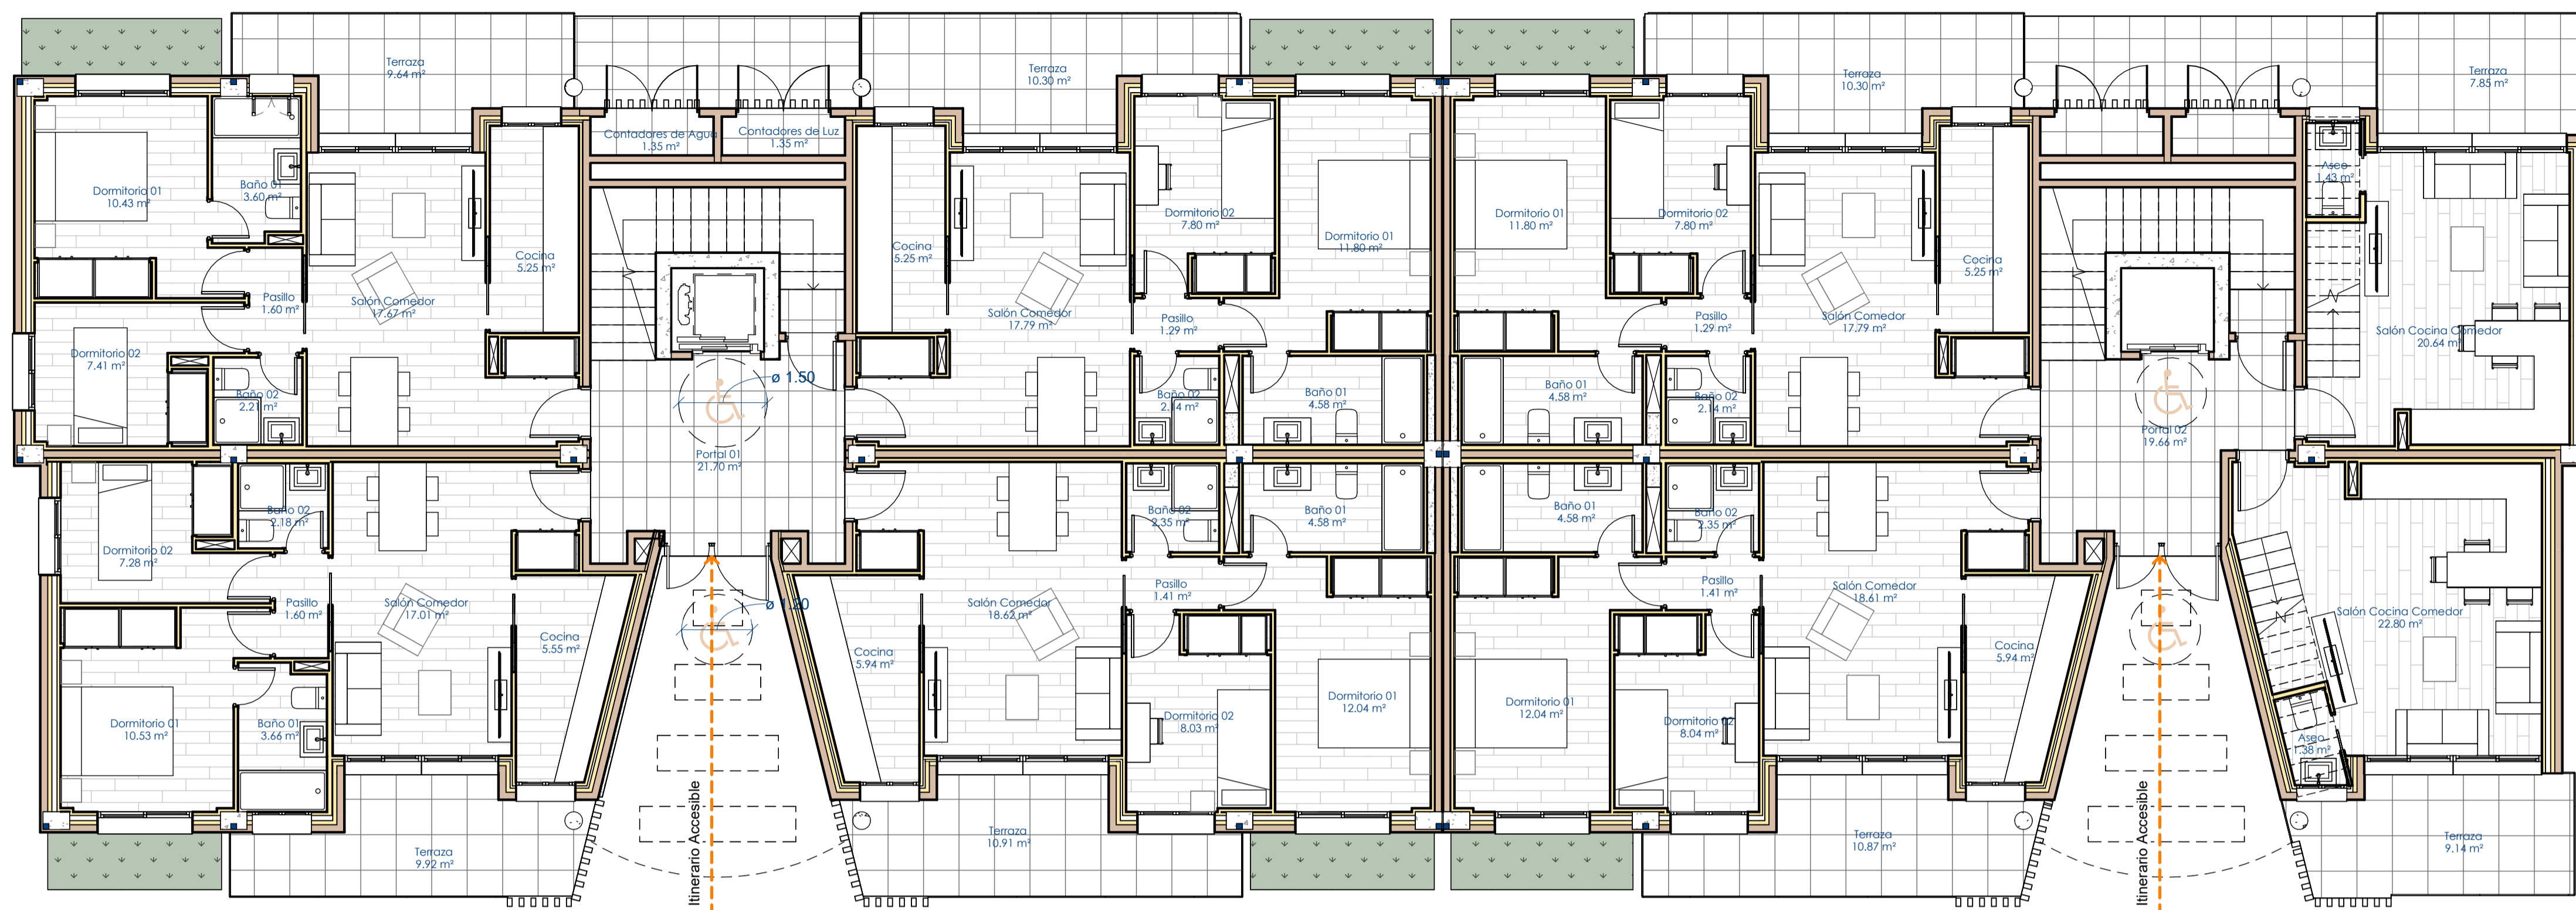 Terraza
9.64 m²
Terraza
10.30 m²
Terraza
10.30 m²
Terraza
7.85 m²
Contadores de Agua
1.35 m²
Contadores de Luz
1.35 m²
Dormitorio 01
10.43 m²
Baño 01
3.60 m²
Cocina
5.25 m²
Pasillo
1.60 m²
Salón Comedor
17.67 m²
Dormitorio 02
7.41 m²
Baño 02
2.21 m²
Cocina
5.25 m²
Salón Comedor
17.79 m²
Dormitorio 02
7.80 m²
Dormitorio 01
11.80 m²
Pasillo
1.29 m²
Baño 02
2.14 m²
Baño 01
4.58 m²
Dormitorio 01
11.80 m²
Dormitorio 02
7.80 m²
Pasillo
1.29 m²
Salón Comedor
17.79 m²
Cocina
5.25 m²
Baño 01
4.58 m²
Baño 02
2.14 m²
Aseo
1.43 m²
Salón Cocina Comedor
20.64 m²
ø 1.50
Portal 01
21.70 m²
Portal 02
19.66 m²
Dormitorio 02
7.28 m²
Baño 02
2.18 m²
Pasillo
1.60 m²
Salón Comedor
17.01 m²
Cocina
5.55 m²
Dormitorio 01
10.53 m²
Baño 01
3.66 m²
Terraza
9.92 m²
ø 1.20
Itinerario Accesible
Cocina
5.94 m²
Salón Comedor
18.62 m²
Baño 02
2.35 m²
Baño 01
4.58 m²
Pasillo
1.41 m²
Dormitorio 02
8.03 m²
Dormitorio 01
12.04 m²
Terraza
10.91 m²
Baño 01
4.58 m²
Baño 02
2.35 m²
Pasillo
1.41 m²
Salón Comedor
18.61 m²
Cocina
5.94 m²
Dormitorio 01
12.04 m²
Dormitorio 02
8.04 m²
Terraza
10.87 m²
Itinerario Accesible
Salón Cocina Comedor
22.80 m²
Aseo
1.38 m²
Terraza
9.14 m²